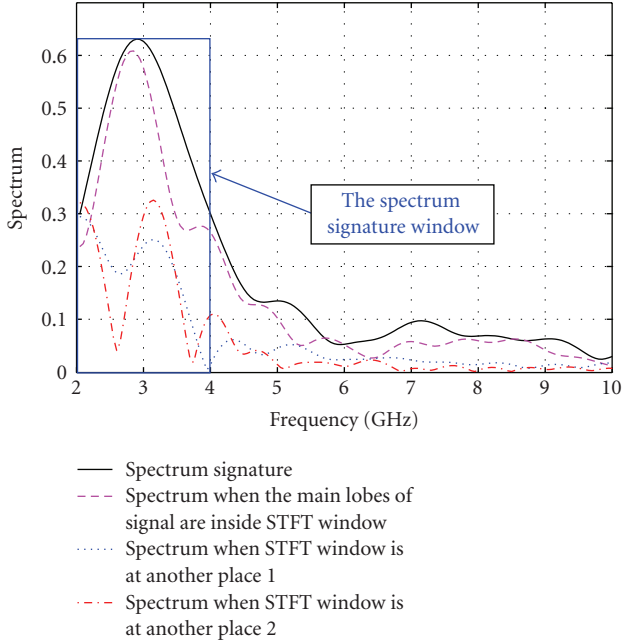 0.6
0.5
0.4
0.3
0.2
0.1
0
Spectrum
The spectrum
signature window
2 3 4 5 6 7 8 9 10
Frequency (GHz)
Spectrum signature
Spectrum when the main lobes of
signal are inside STFT window
Spectrum when STFT window is
at another place 1
Spectrum when STFT window is
at another place 2